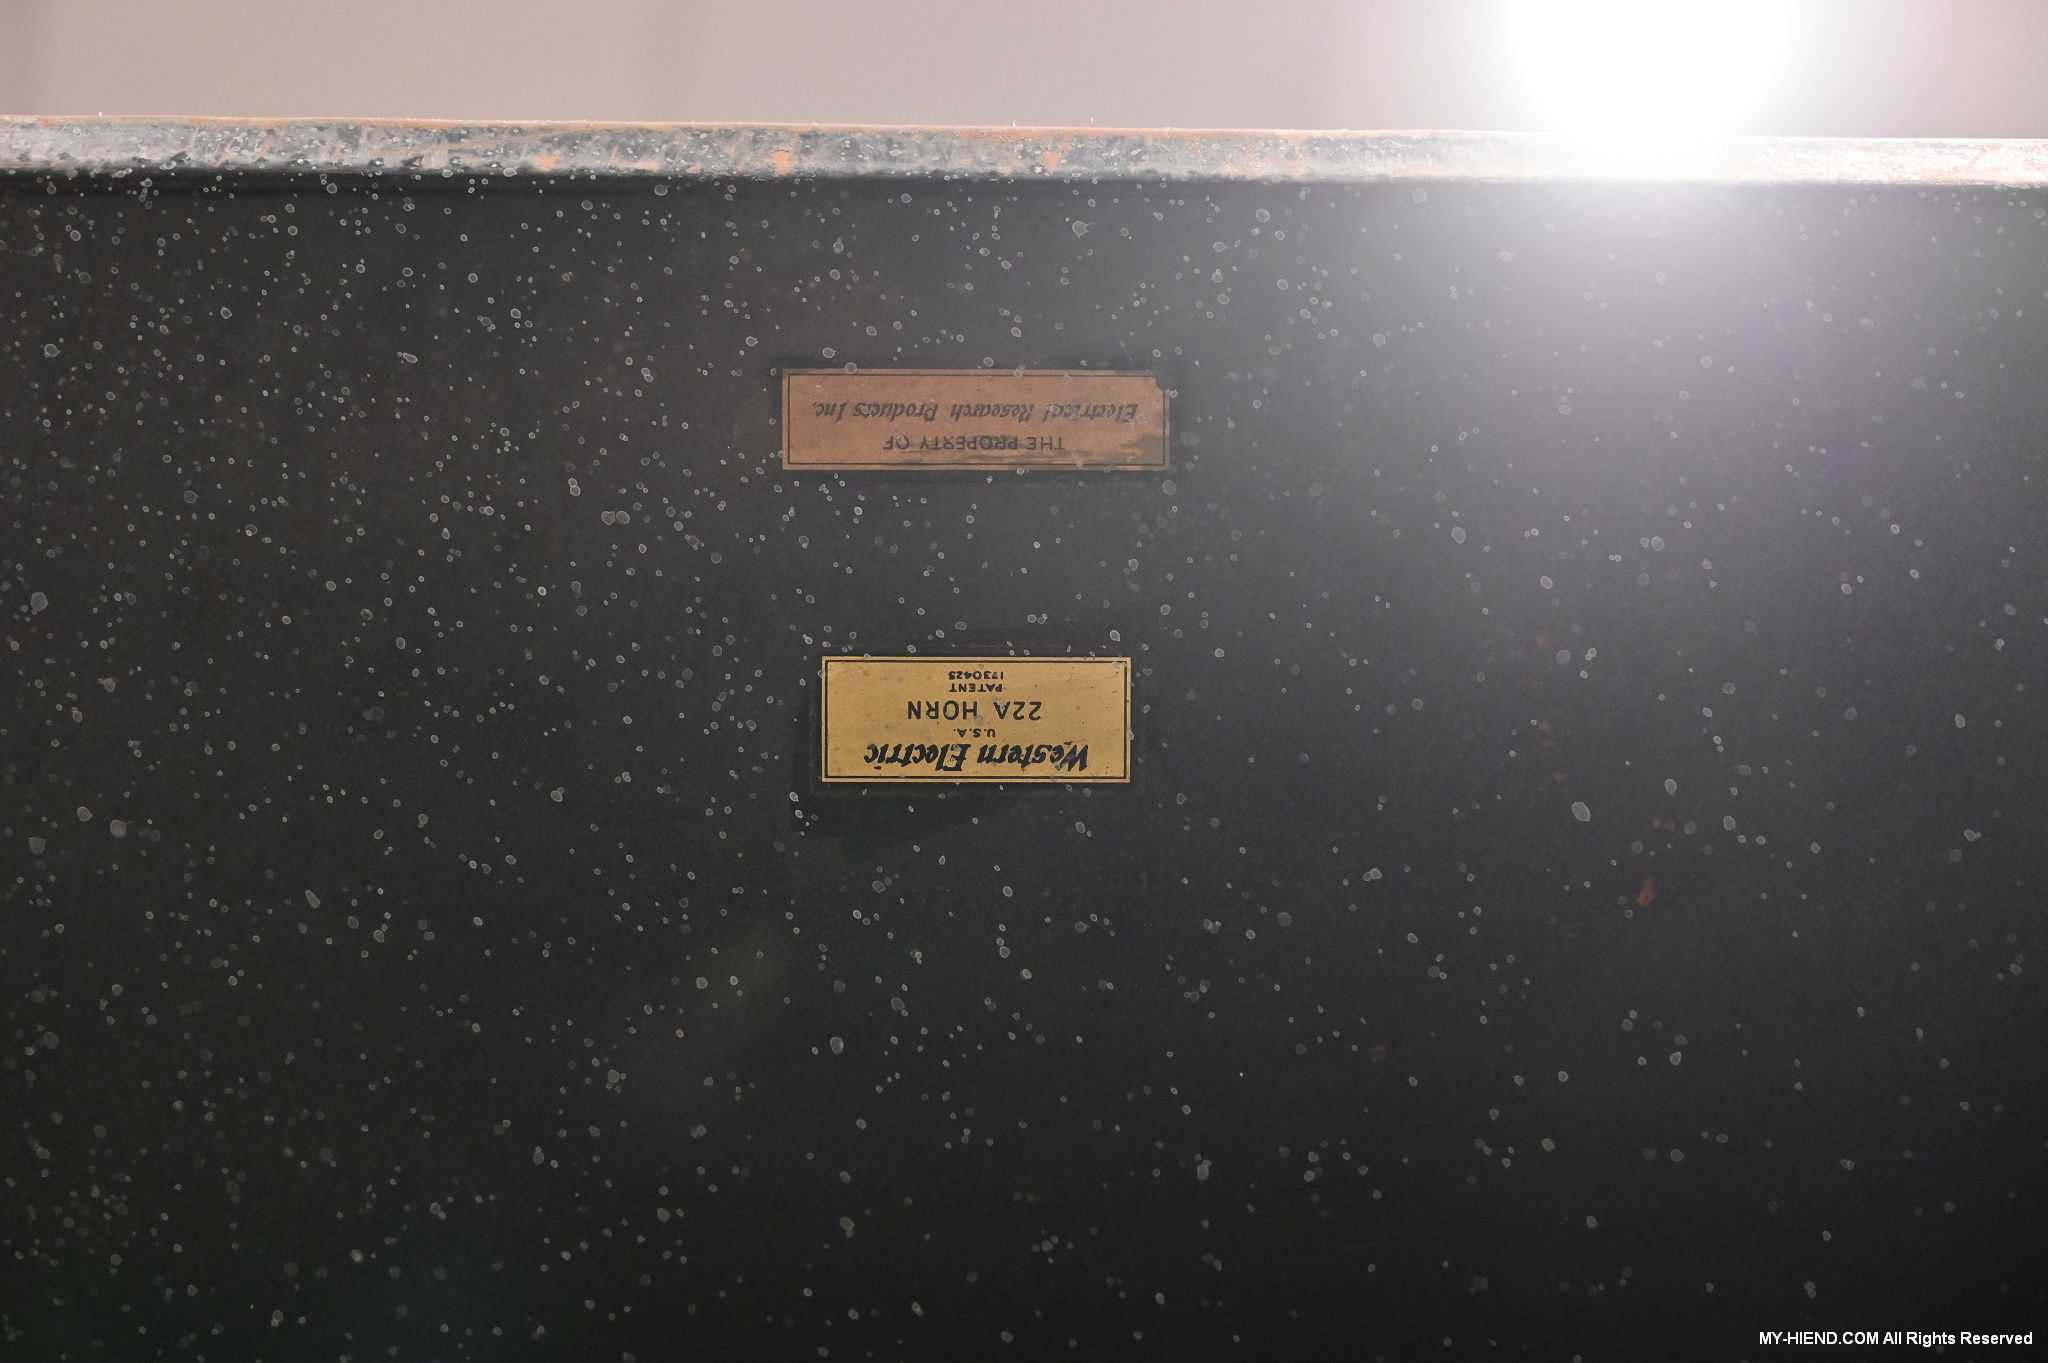 THE PROPERTY OF
Electrical Research Products Inc.
Western Electric
U.S.A.
22A HORN
PATENT
1730425
MY-HIEND.COM All Rights Reserved